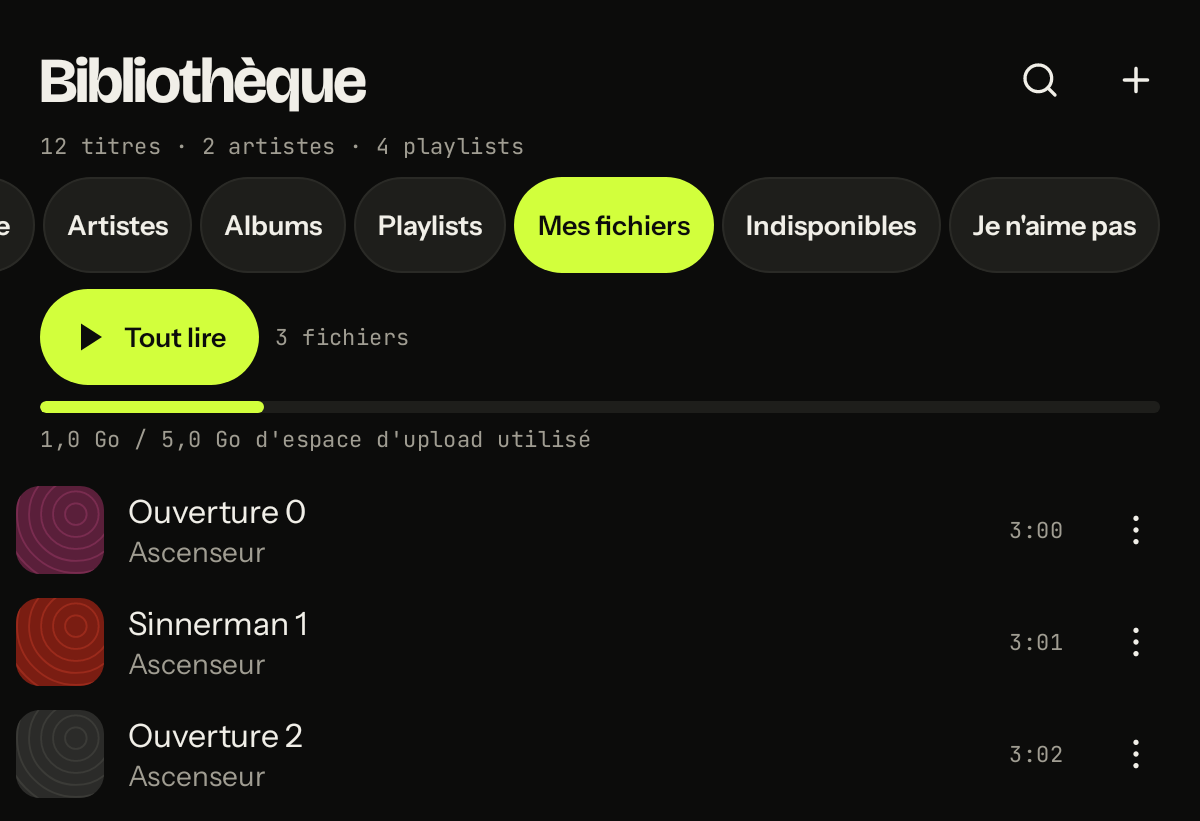 Bibliothèque
12 titres · 2 artistes · 4 playlists
e Artistes Albums Playlists Mes fichiers Indisponibles Je n'aime pas
Tout lire 3 fichiers
1,0 Go / 5,0 Go d'espace d'upload utilisé
Ouverture 0
Ascenseur
3:00
Sinnerman 1
Ascenseur
3:01
Ouverture 2
Ascenseur
3:02